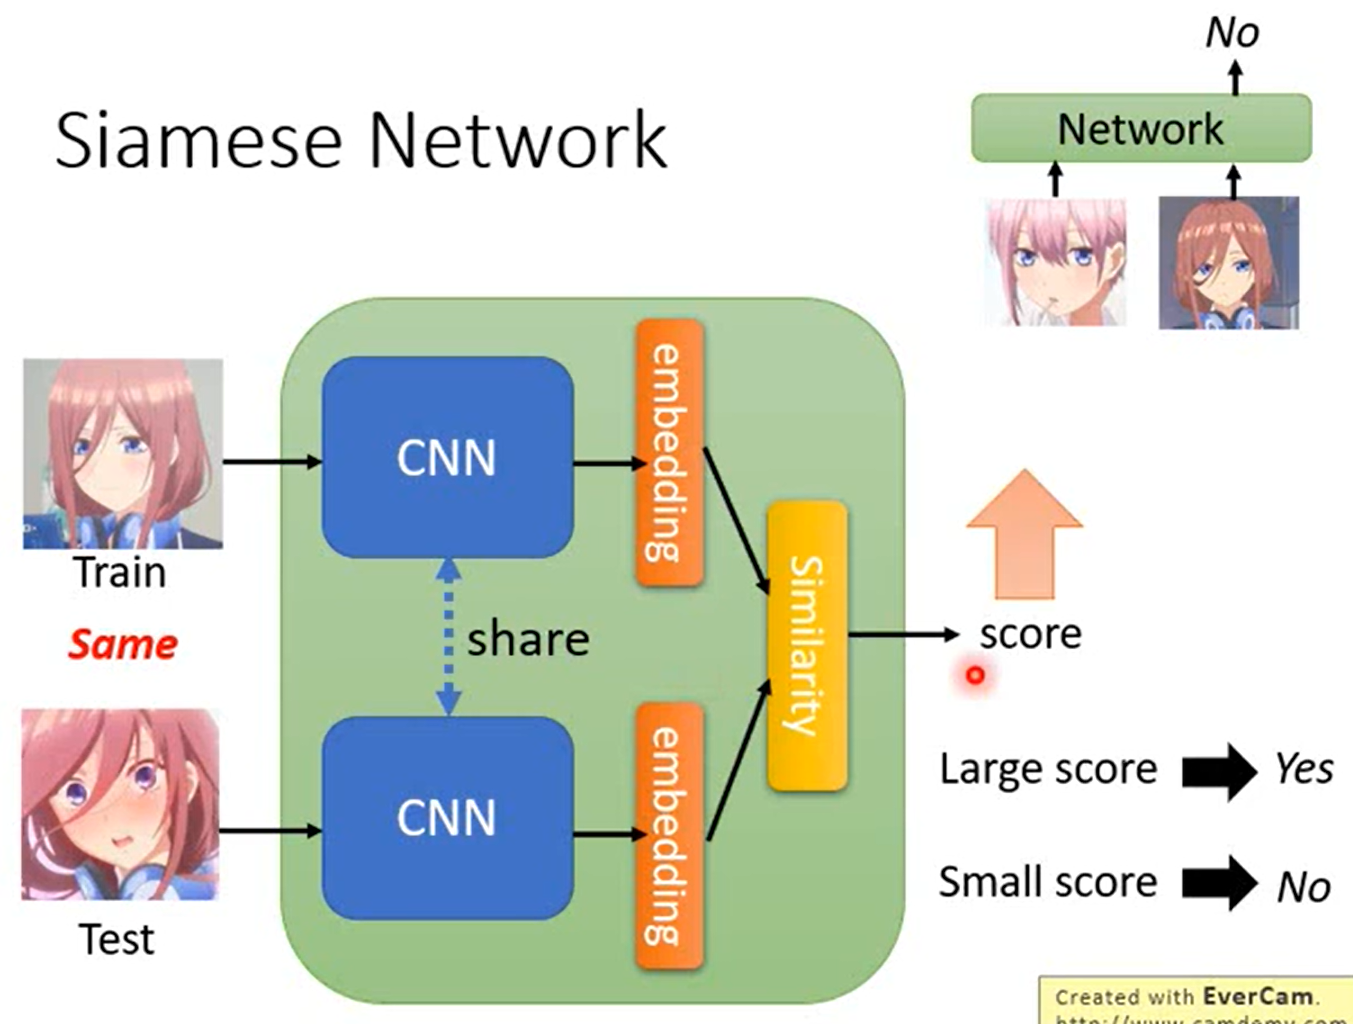 No
Network
Siamese Network
CNN
embedding
Train
Same
share
Similarity
score
CNN
embedding
Test
Large score
Yes
Small score
No
Created with EverCam.
http://www.camdemy.com